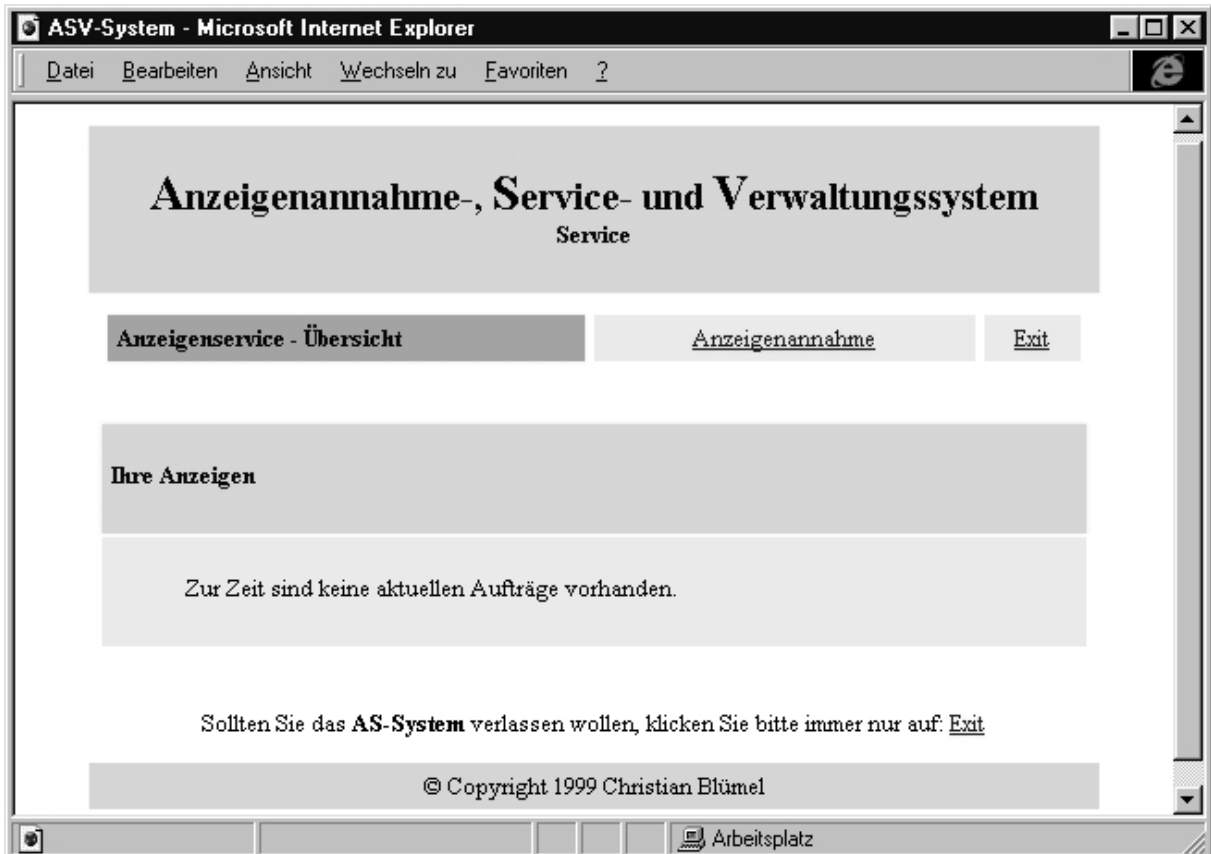 ASV-System - Microsoft Internet Explorer
Datei Bearbeiten Ansicht Wechseln zu Favoriten ?
Anzeigenannahme-, Service- und Verwaltungssystem
Service
Anzeigenservice - Übersicht Anzeigenannahme Exit
Ihre Anzeigen
Zur Zeit sind keine aktuellen Aufträge vorhanden.
Sollten Sie das AS-System verlassen wollen, klicken Sie bitte immer nur auf: Exit
© Copyright 1999 Christian Blümel
Arbeitsplatz